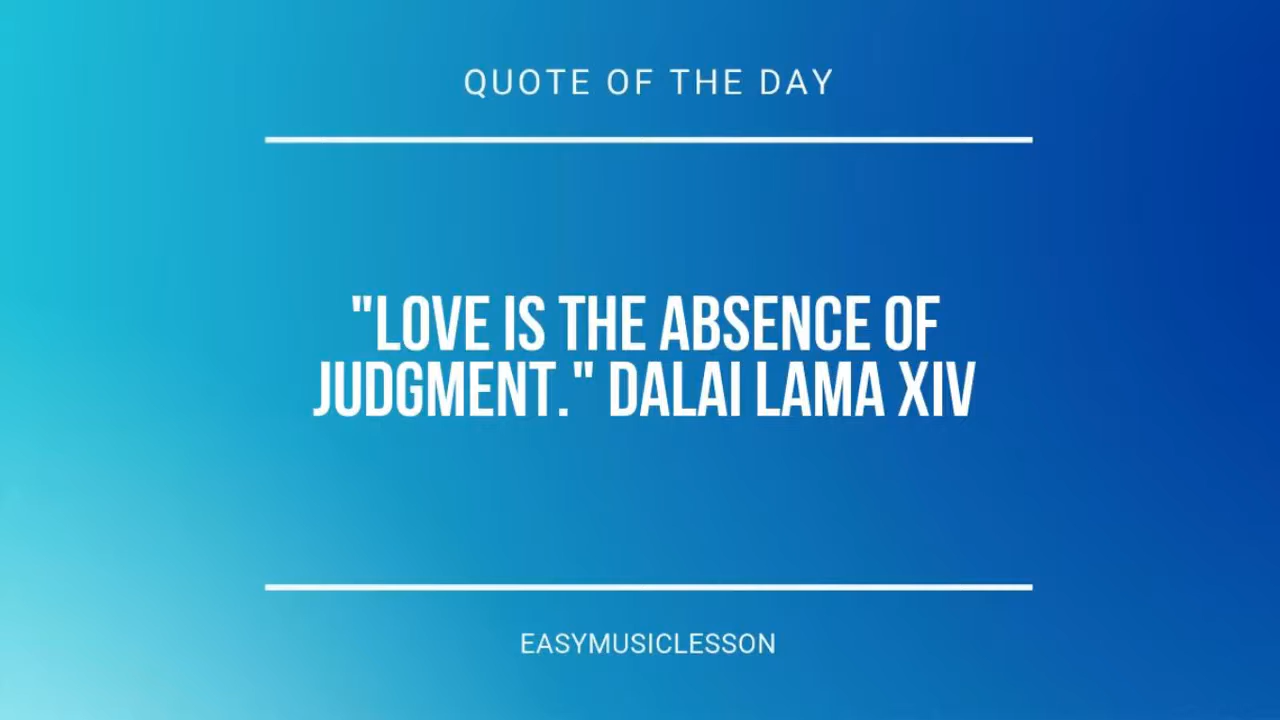 QUOTE OF THE DAY
"LOVE IS THE ABSENCE OF
JUDGMENT." DALAI LAMA XIV
EASYMUSICLESSON